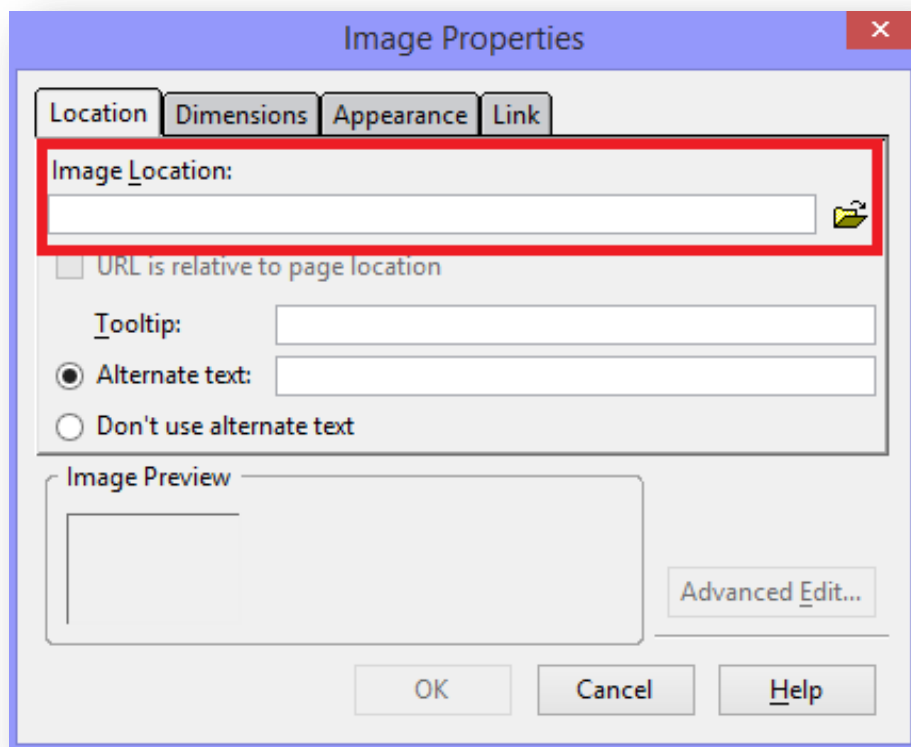 Image Properties
Location Dimensions Appearance Link
Image Location:
URL is relative to page location
Tooltip:
Alternate text:
Don't use alternate text
Image Preview
Advanced Edit...
OK Cancel Help